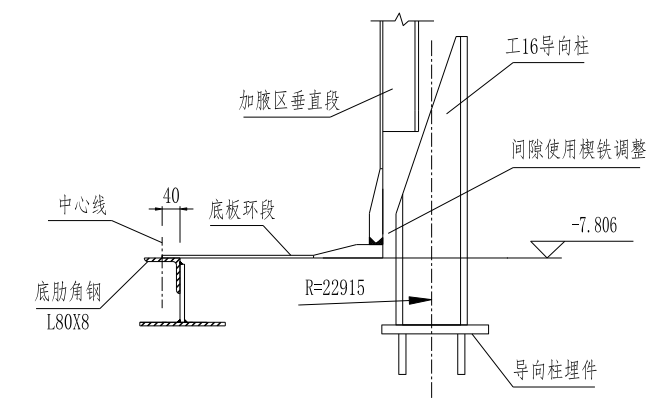 工16导向柱
加腋区垂直段
间隙使用楔铁调整
40
中心线
底板环段
-7.806
底肋角钢
L80X8
R=22915
导向柱埋件